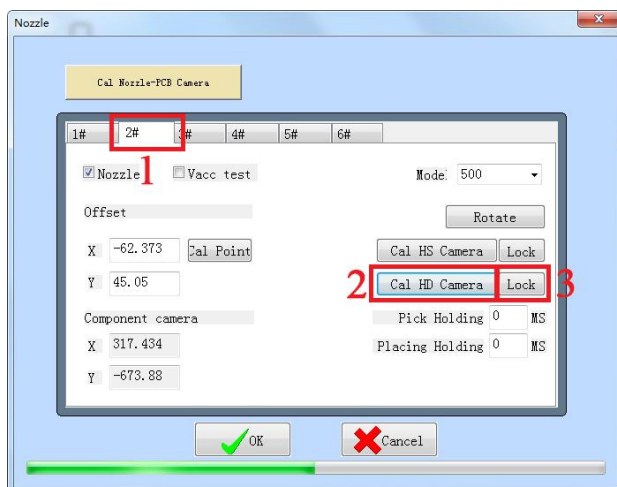 Nozzle
Cal Nozzle-PCB Camera
1# 2# 3# 4# 5# 6#
Nozzle 1 Vacc test Mode: 500
Offset Rotate
X -62.373 Cal Point Cal HS Camera Lock
Y 45.05 2 Cal HD Camera Lock 3
Component camera Pick Holding 0 MS
X 317.434 Placing Holding 0 MS
Y -673.88
OK Cancel